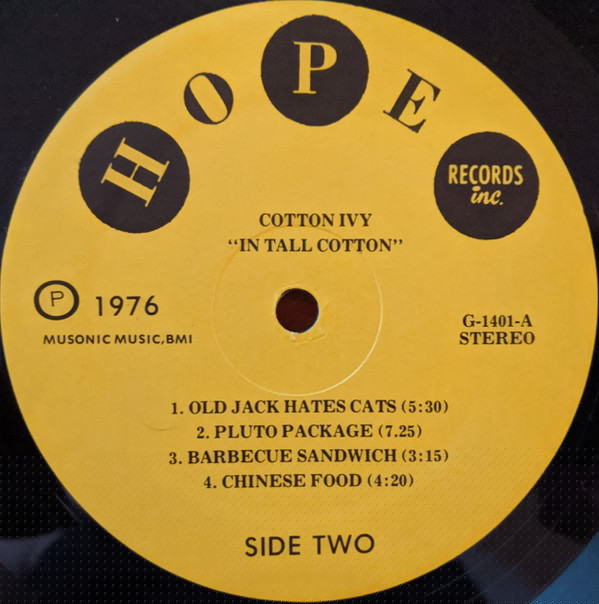 HOPE
RECORDS
inc.
COTTON IVY
"IN TALL COTTON"
Ⓟ 1976
MUSONIC MUSIC,BMI
G-1401-A
STEREO
1. OLD JACK HATES CATS (5:30)
2. PLUTO PACKAGE (7.25)
3. BARBECUE SANDWICH (3:15)
4. CHINESE FOOD (4:20)
SIDE TWO